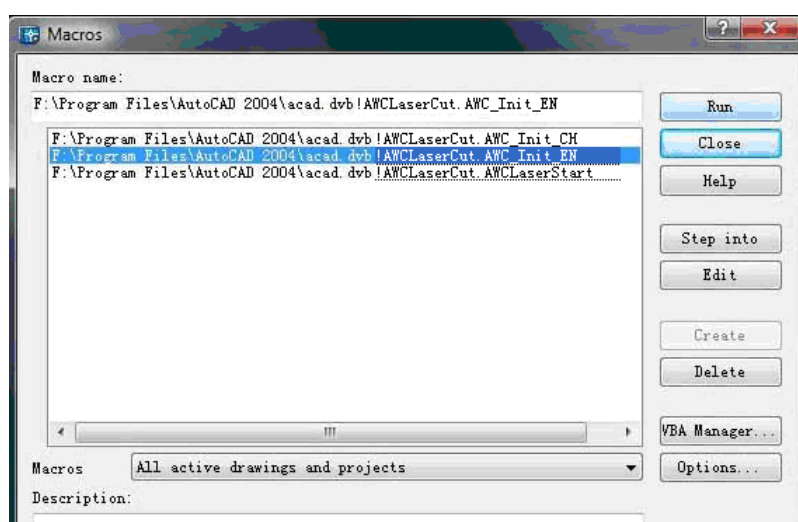 Macros
Macro name:
F:\Program Files\AutoCAD 2004\acad.dvb!AWCLaserCut.AWC_Init_EN
Run
F:\Program Files\AutoCAD 2004\acad.dvb!AWCLaserCut.AWC_Init_CH
Close
F:\Program Files\AutoCAD 2004\acad.dvb!AWCLaserCut.AWC_Init_EN
F:\Program Files\AutoCAD 2004\acad.dvb!AWCLaserCut.AWCLaserStart
Help
Step into
Edit
Create
Delete
VBA Manager...
Macros
All active drawings and projects
Options...
Description: